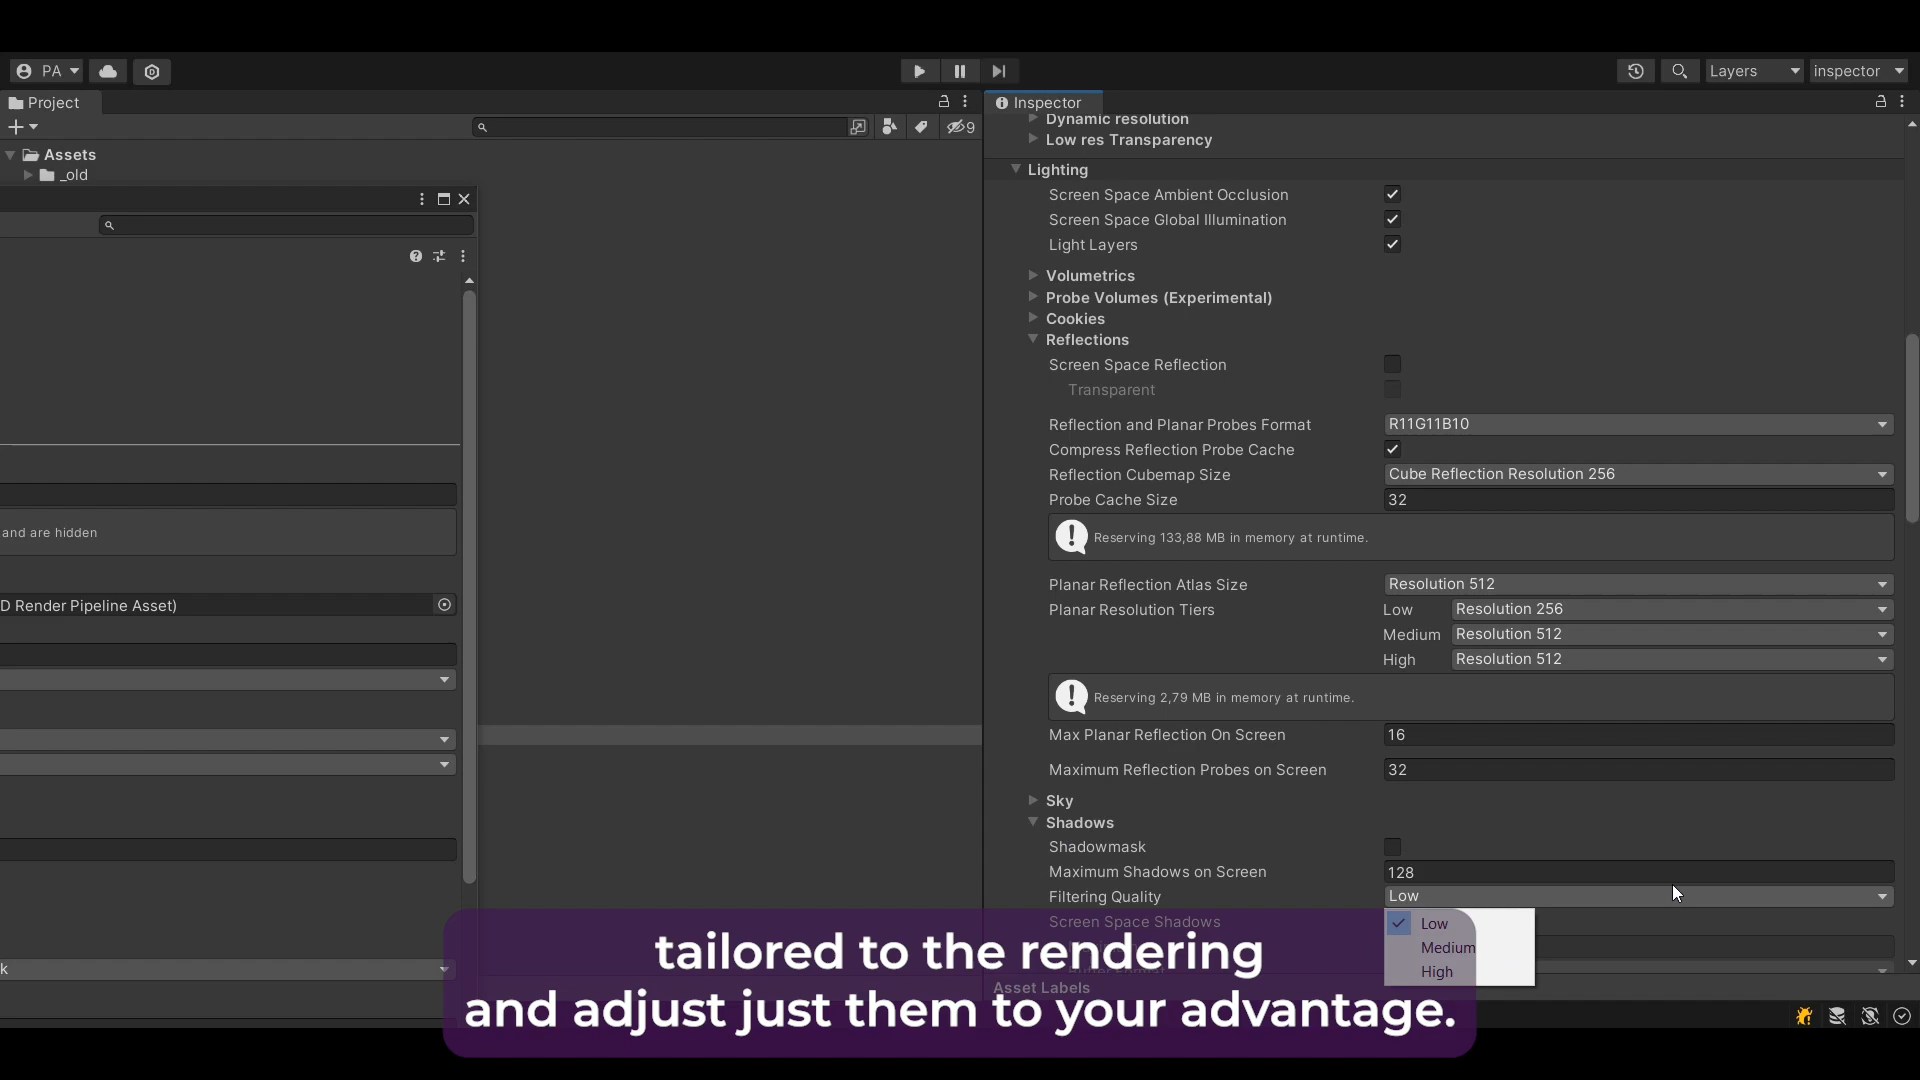 PA
Layers
inspector
Project
Inspector
9
Assets
_old
and are hidden
D Render Pipeline Asset)
k
Dynamic resolution
Low res Transparency
Lighting
Screen Space Ambient Occlusion
Screen Space Global Illumination
Light Layers
Volumetrics
Probe Volumes (Experimental)
Cookies
Reflections
Screen Space Reflection
Transparent
Reflection and Planar Probes Format R11G11B10
Compress Reflection Probe Cache
Reflection Cubemap Size Cube Reflection Resolution 256
Probe Cache Size 32
Reserving 133,88 MB in memory at runtime.
Planar Reflection Atlas Size Resolution 512
Planar Resolution Tiers Low Resolution 256
Medium Resolution 512
High Resolution 512
Reserving 2,79 MB in memory at runtime.
Max Planar Reflection On Screen 16
Maximum Reflection Probes on Screen 32
Sky
Shadows
Shadowmask
Maximum Shadows on Screen 128
Filtering Quality Low
Screen Space Shadows
Low
Medium
High
Asset Labels
tailored to the rendering
and adjust just them to your advantage.